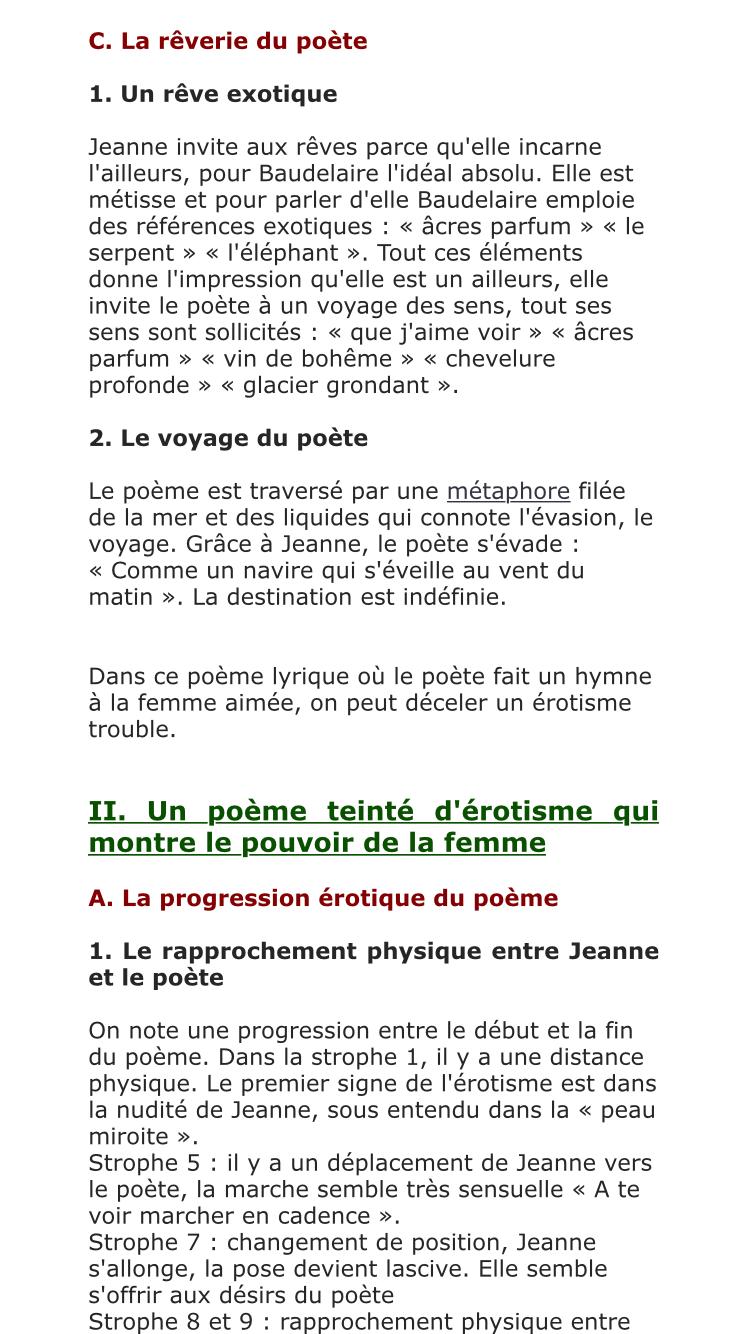 C. La rêverie du poète
1. Un rêve exotique
Jeanne invite aux rêves parce qu'elle incarne
l'ailleurs, pour Baudelaire l'idéal absolu. Elle est
métisse et pour parler d'elle Baudelaire emploie
des références exotiques : « âcres parfum » « le
serpent » « l'éléphant ». Tout ces éléments
donne l'impression qu'elle est un ailleurs, elle
invite le poète à un voyage des sens, tout ses
sens sont sollicités : « que j'aime voir » « âcres
parfum » « vin de bohême » « chevelure
profonde » « glacier grondant ».
2. Le voyage du poète
Le poème est traversé par une métaphore filée
de la mer et des liquides qui connote l'évasion, le
voyage. Grâce à Jeanne, le poète s'évade :
« Comme un navire qui s'éveille au vent du
matin ». La destination est indéfinie.
Dans ce poème lyrique où le poète fait un hymne
à la femme aimée, on peut déceler un érotisme
trouble.
II. Un poème teinté d'érotisme qui
montre le pouvoir de la femme
A. La progression érotique du poème
1. Le rapprochement physique entre Jeanne
et le poète
On note une progression entre le début et la fin
du poème. Dans la strophe 1, il y a une distance
physique. Le premier signe de l'érotisme est dans
la nudité de Jeanne, sous entendu dans la « peau
miroite ».
Strophe 5 : il y a un déplacement de Jeanne vers
le poète, la marche semble très sensuelle « A te
voir marcher en cadence ».
Strophe 7 : changement de position, Jeanne
s'allonge, la pose devient lascive. Elle semble
s'offrir aux désirs du poète
Strophe 8 et 9 : rapprochement physique entre